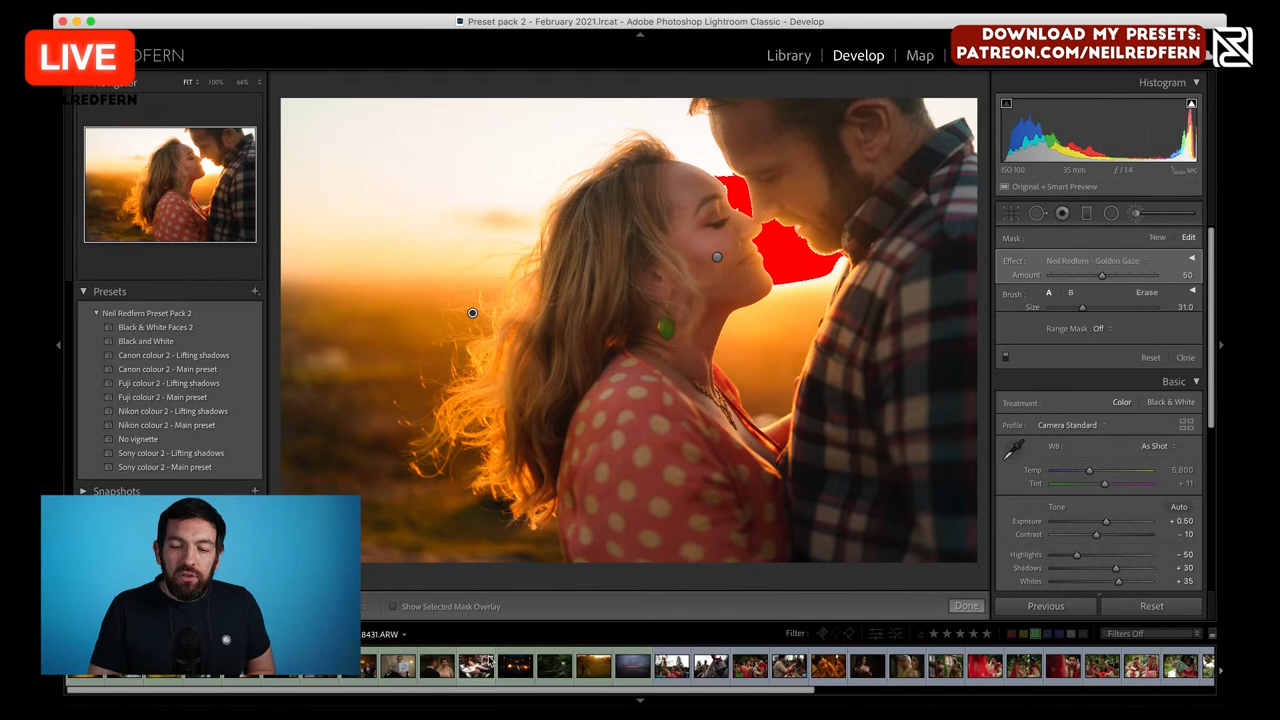 Preset pack 2 - February 2021.lrcat - Adobe Photoshop Lightroom Classic - Develop
LIVE
REDFERN
LREDFERN
Library | Develop | Map
DOWNLOAD MY PRESETS:
PATREON.COM/NEILREDFERN
FIT 100% 66%
Histogram
ISO 100 35 mm ƒ / 1.4 sec
Original + Smart Preview
Mask : New Edit
Effect : Neil Redfern - Golden Gaze
Amount 50
Brush : A B Erase
Size 31.0
Range Mask : Off
Reset Close
Basic
Treatment : Color Black & White
Profile : Camera Standard
WB : As Shot
Temp 5,800
Tint + 11
Tone Auto
Exposure + 0.50
Contrast - 10
Highlights - 50
Shadows + 30
Whites + 35
Previous Reset
Presets +
Neil Redfern Preset Pack 2
Black & White Faces 2
Black and White
Canon colour 2 - Lifting shadows
Canon colour 2 - Main preset
Fuji colour 2 - Lifting shadows
Fuji colour 2 - Main preset
Nikon colour 2 - Lifting shadows
Nikon colour 2 - Main preset
No vignette
Sony colour 2 - Lifting shadows
Sony colour 2 - Main preset
Snapshots +
Show Selected Mask Overlay Done
8431.ARW
Filter : Filters Off